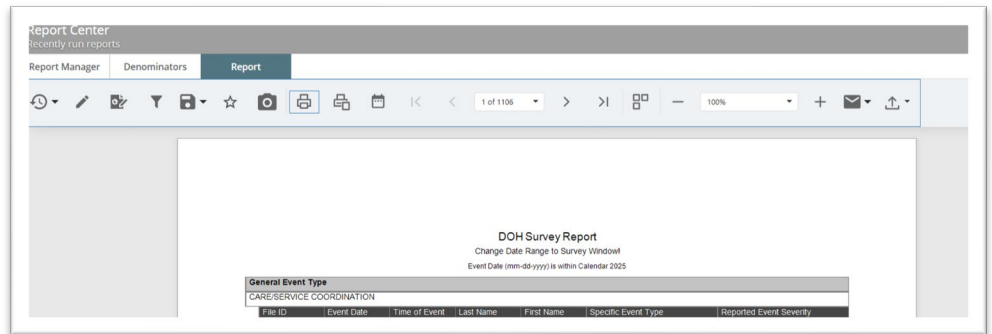 Report Center
Recently run reports
Report Manager Denominators Report
1 of 1106 100%
DOH Survey Report
Change Date Range to Survey Window!
Event Date (mm-dd-yyyy) is within Calendar 2025
General Event Type
CARE/SERVICE COORDINATION
File ID Event Date Time of Event Last Name First Name Specific Event Type Reported Event Severity